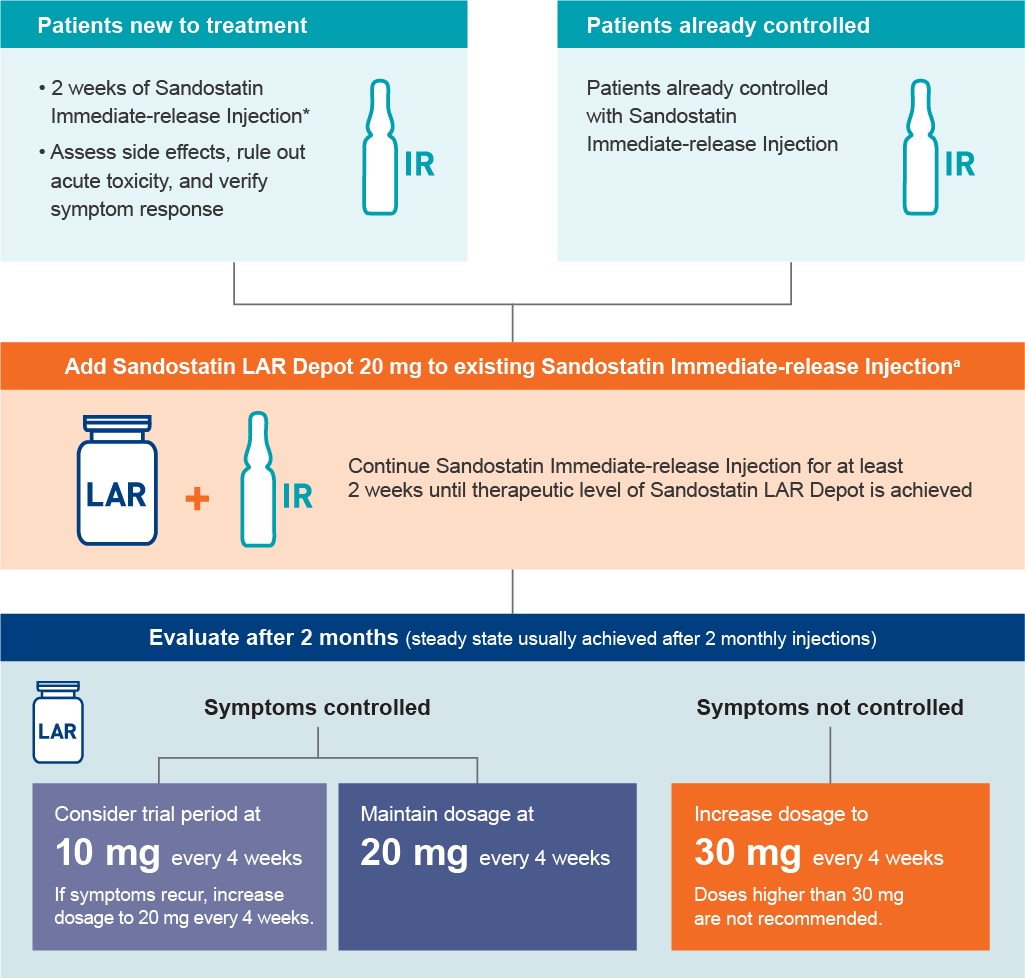 Patients new to treatment
• 2 weeks of Sandostatin
Immediate-release Injection*
• Assess side effects, rule out
acute toxicity, and verify
symptom response
IR
Patients already controlled
Patients already controlled
with Sandostatin
Immediate-release Injection
IR
Add Sandostatin LAR Depot 20 mg to existing Sandostatin Immediate-release Injectionᵃ
LAR
+
IR
Continue Sandostatin Immediate-release Injection for at least
2 weeks until therapeutic level of Sandostatin LAR Depot is achieved
Evaluate after 2 months (steady state usually achieved after 2 monthly injections)
LAR
Symptoms controlled
Consider trial period at
10 mg every 4 weeks
If symptoms recur, increase
dosage to 20 mg every 4 weeks.
Maintain dosage at
20 mg every 4 weeks
Symptoms not controlled
Increase dosage to
30 mg every 4 weeks
Doses higher than 30 mg
are not recommended.